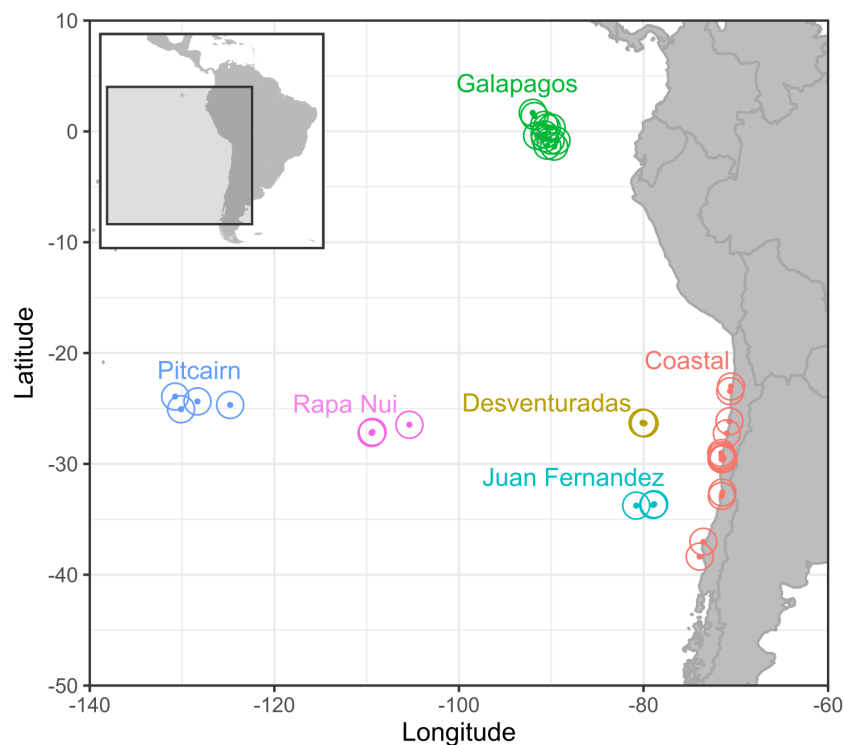 10
Galapagos
0
-10
-20
Coastal
Pitcairn
Rapa Nui
Desventuradas
-30
Juan Fernandez
-40
-50
-140
-120
-100
-80
-60
Longitude
Latitude